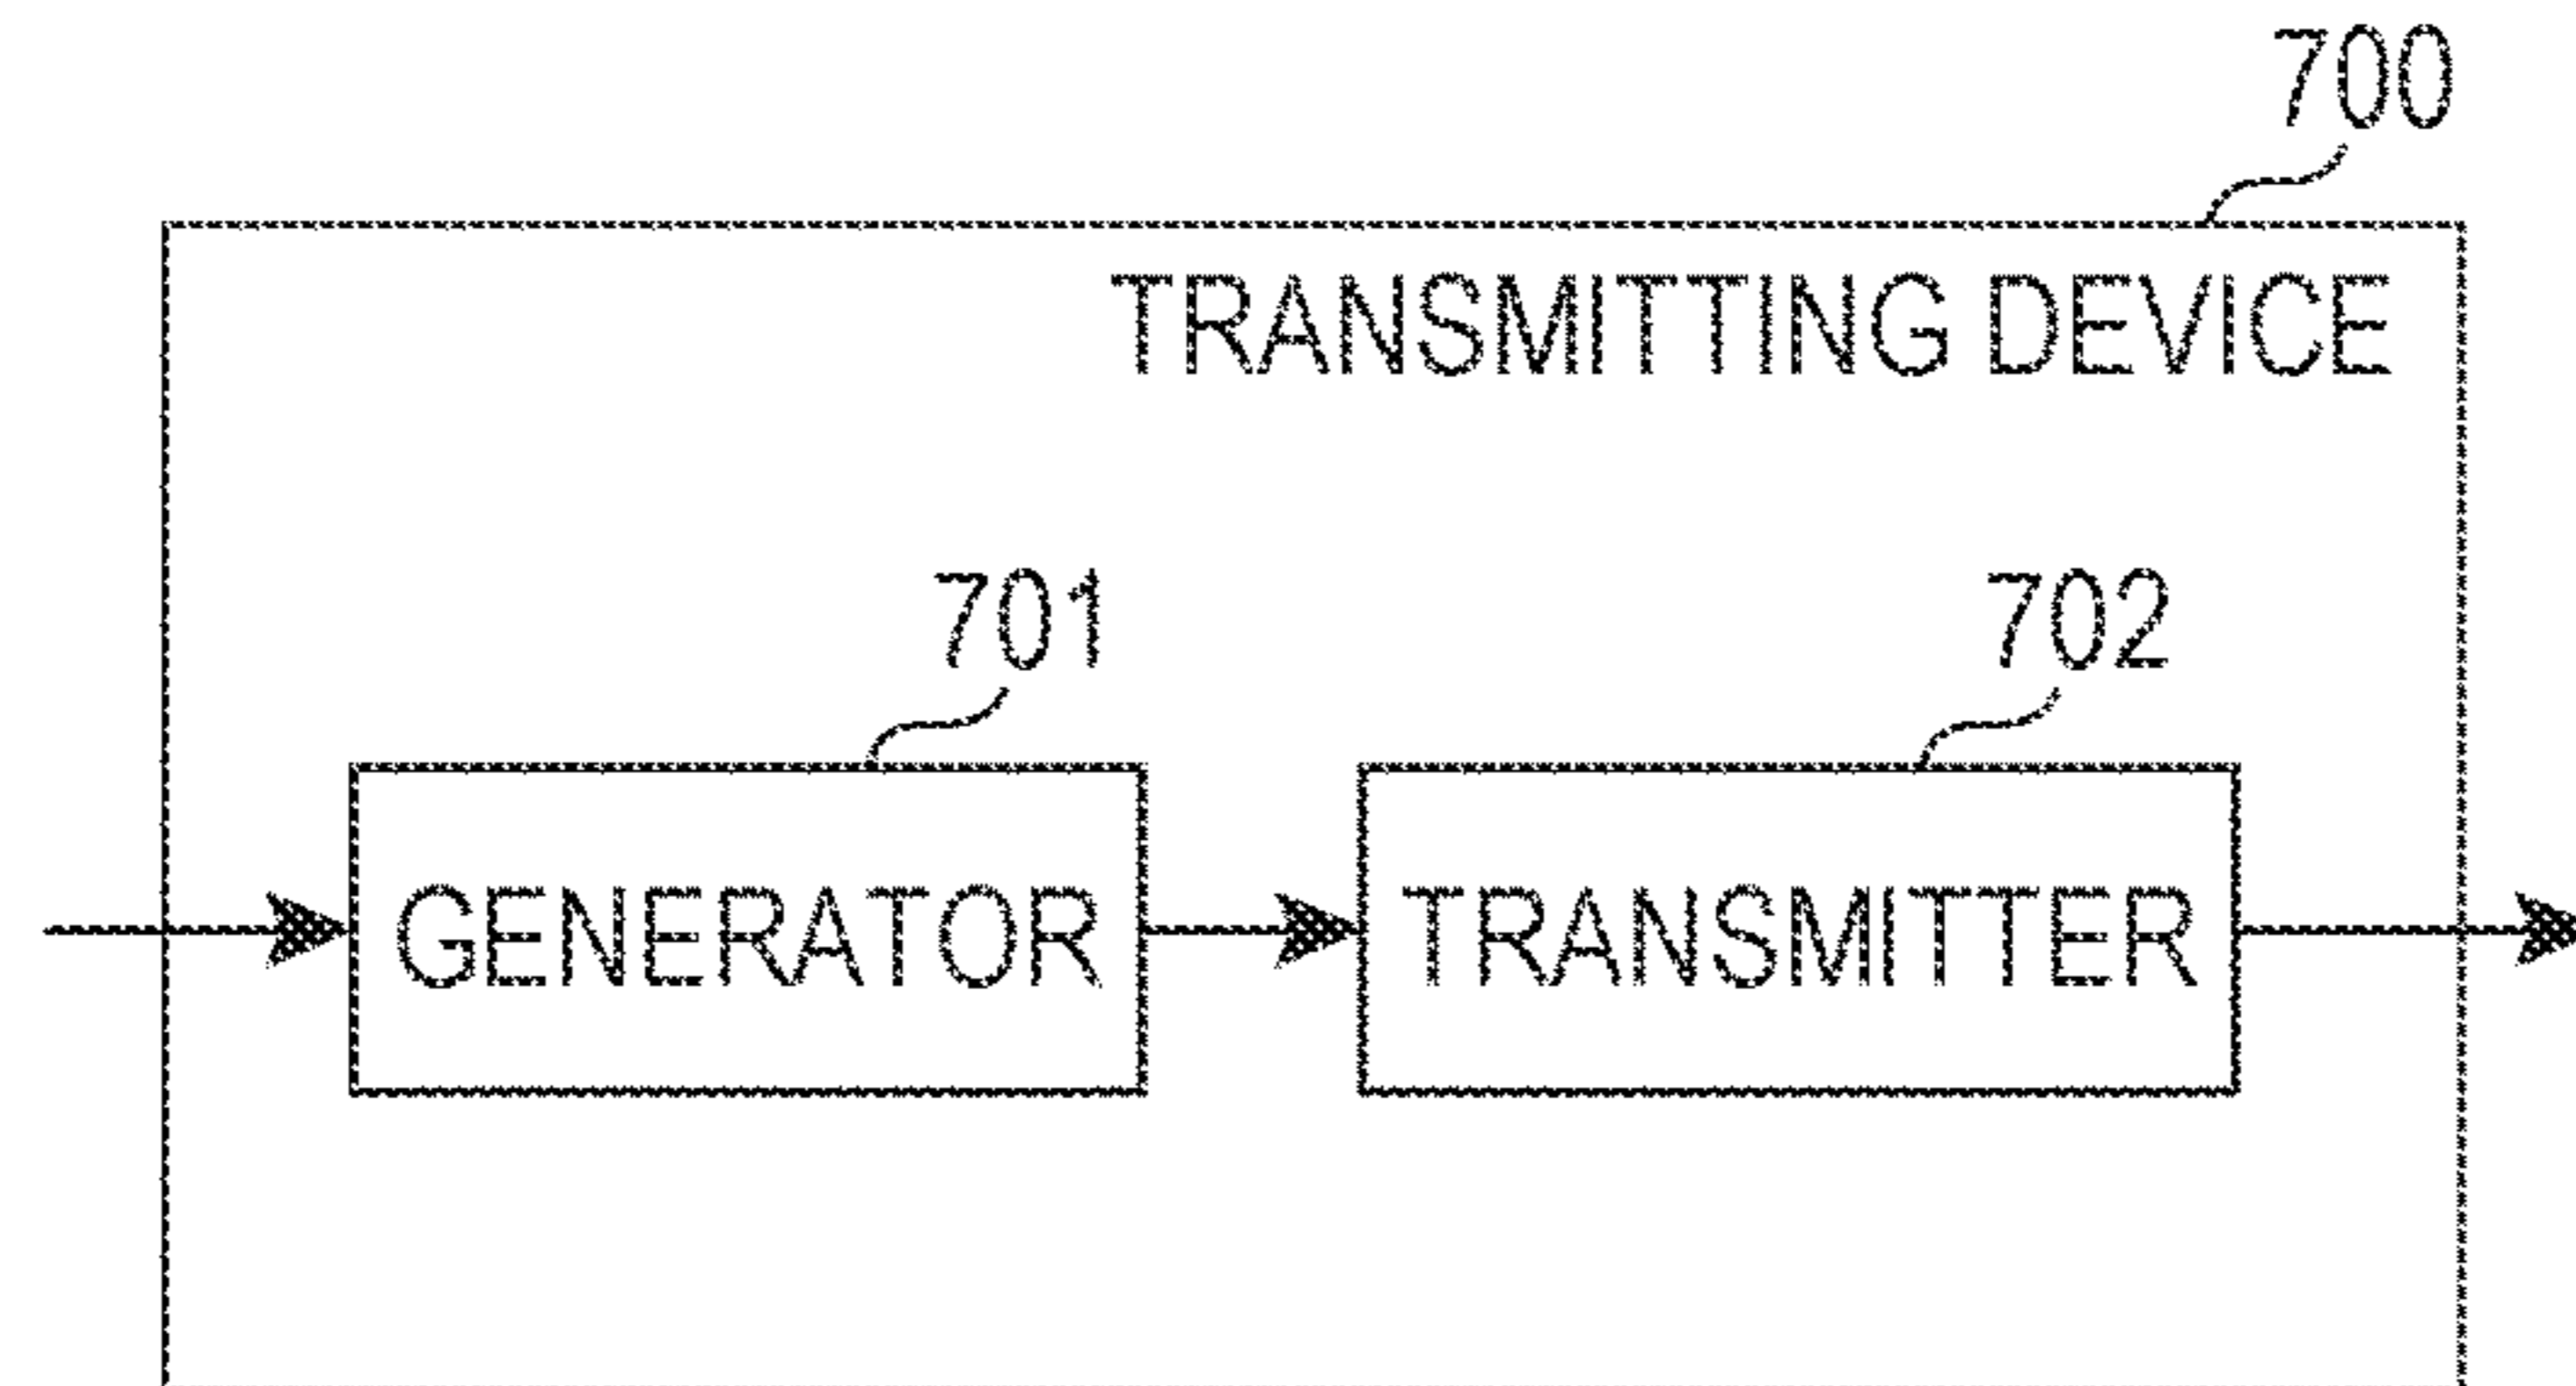 700
TRANSMITTING DEVICE
701
702
GENERATOR
TRANSMITTER